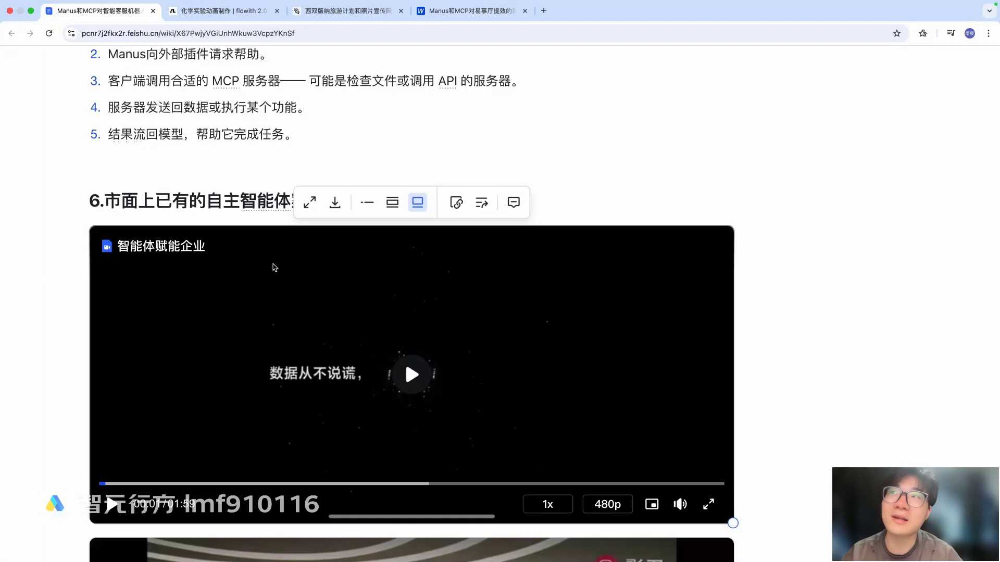 Manus和MCP对智能客服机器人
化学实验动画制作 | flowith 2.0
西双版纳旅游计划和照片宣传网
Manus和MCP对易事厅提效的
pcnr7j2fkx2r.feishu.cn/wiki/X67PwjyVGiUnhWkuw3VcpzYKnSf
皓辰
2. Manus向外部插件请求帮助。
3. 客户端调用合适的 MCP 服务器—— 可能是检查文件或调用 API 的服务器。
4. 服务器发送回数据或执行某个功能。
5. 结果流回模型，帮助它完成任务。
6.市面上已有的自主智能体
智能体赋能企业
数据从不说谎，
00:01/01:59
智元行方 lmf910116
1x
480p